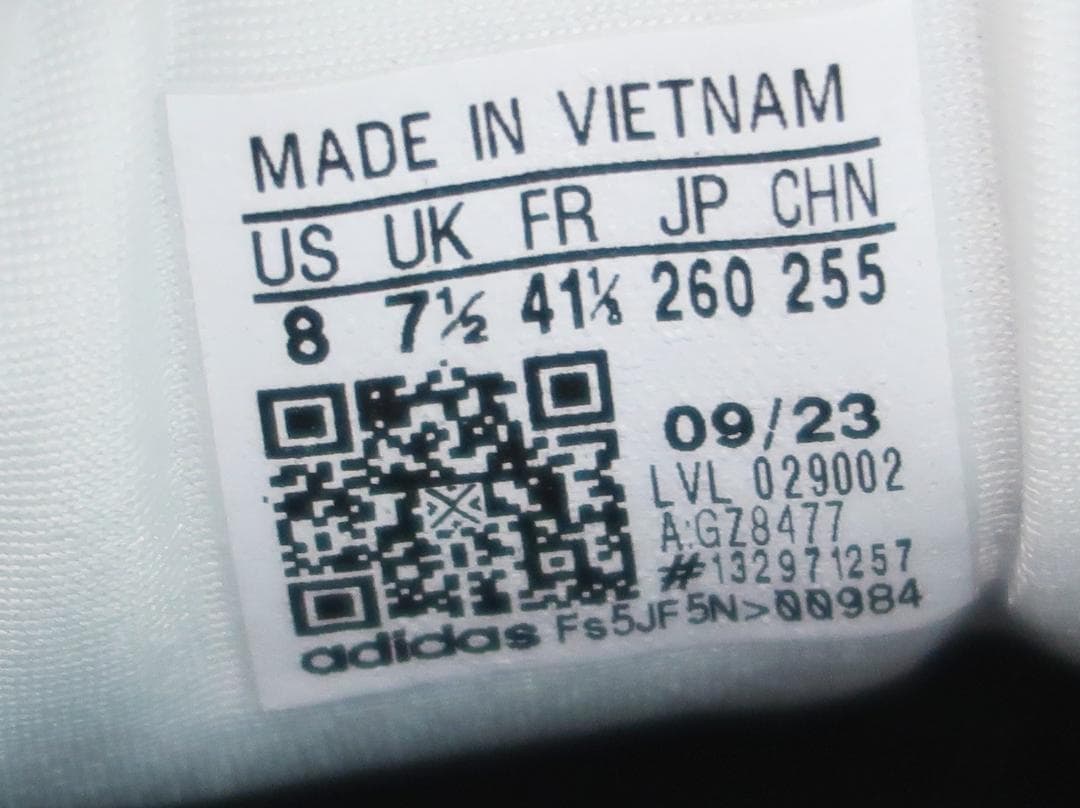 MADE IN VIETNAM
US UK FR JP CHN
8 7½ 41⅓ 260 255
09/23
LVL 029002
A:GZ8477
#132971257
adidas Fs5JF5N>00984